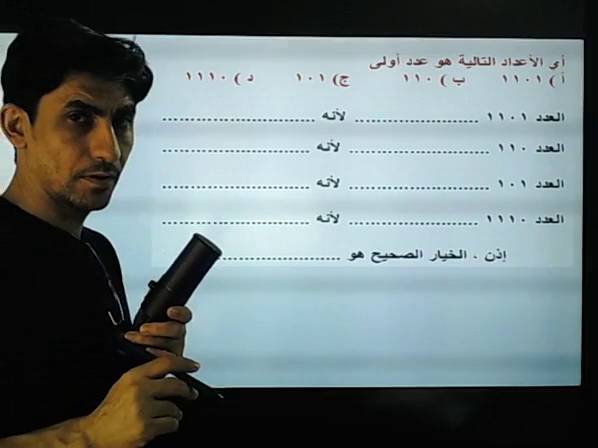 أي الأعداد التالية هو عدد أولى
أ ) ١١٠١ ب ) ١١٠ ج ) ١٠١ د ) ١١١٠
العدد ١١٠١ ........................ لأنه ............................
العدد ١١٠ ........................ لأنه ............................
العدد ١٠١ ........................ لأنه ............................
العدد ١١١٠ ........................ لأنه ............................
إذن ، الخيار الصحيح هو ........................